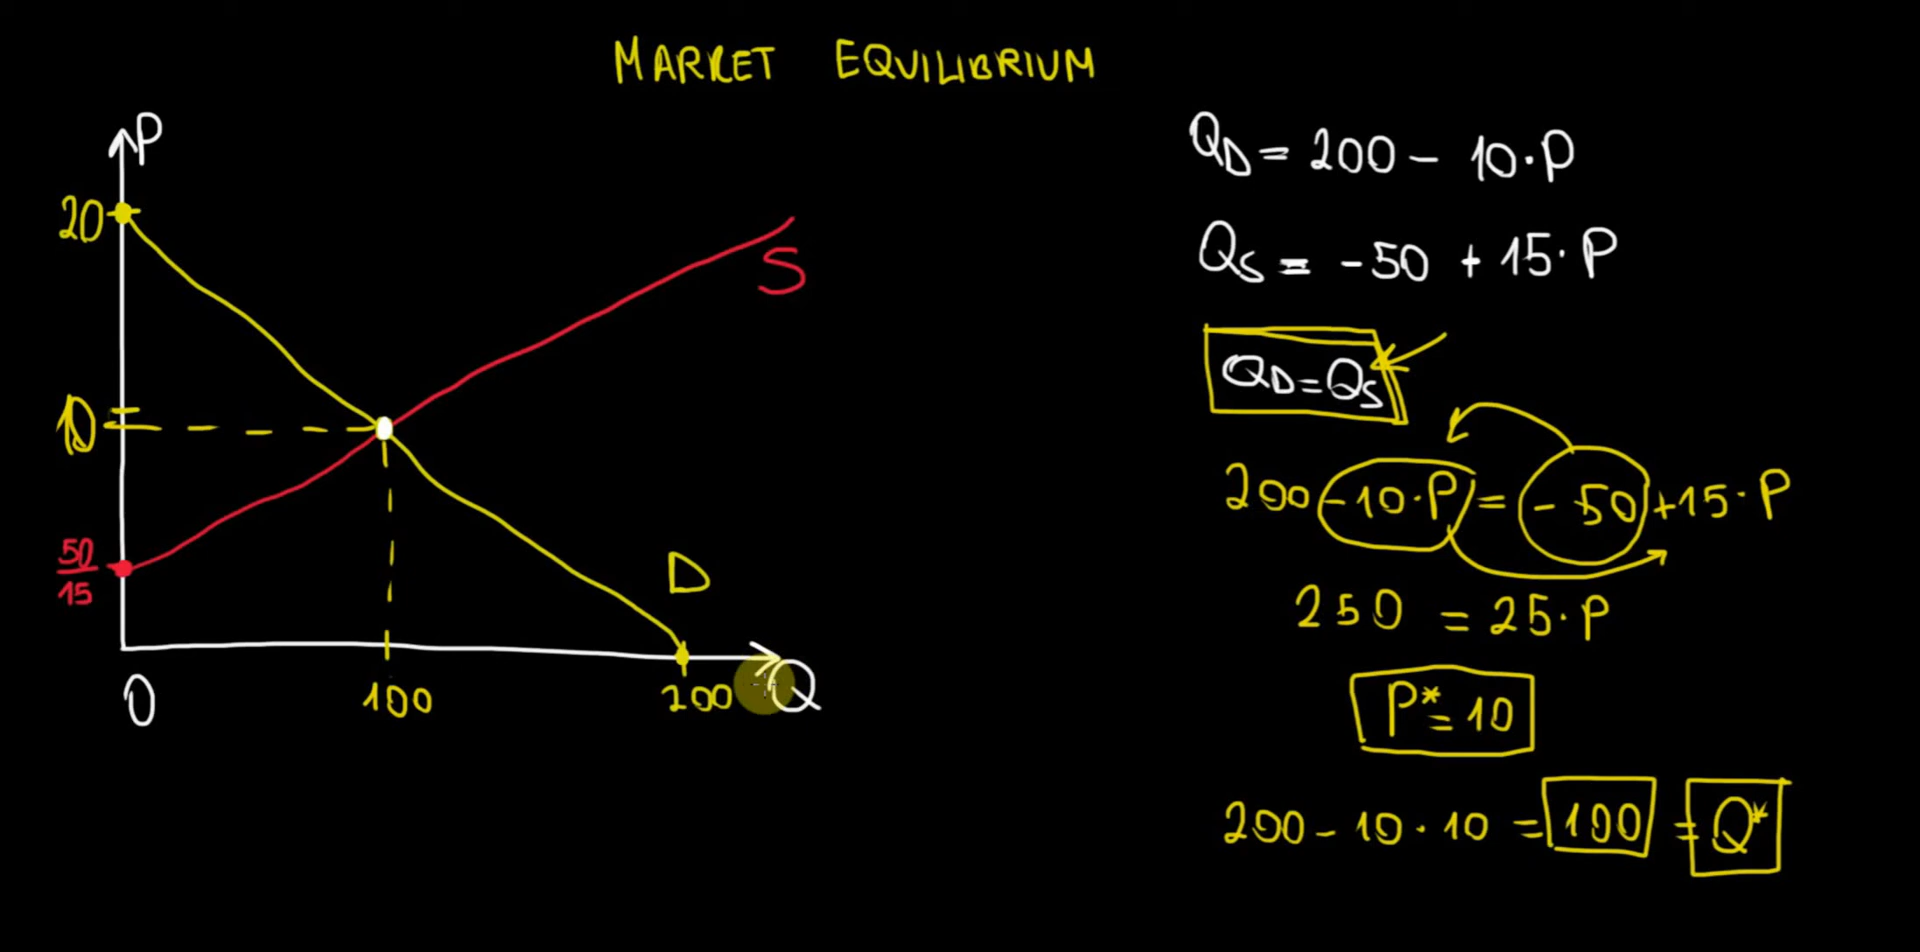 MARKET EQUILIBRIUM
P
20
10
50
15
0
100
200
Q
S
D
QD = 200 - 10·P
QS = -50 + 15·P
QD = QS
200 - 10·P = -50 + 15·P
250 = 25·P
P* = 10
200 - 10·10 = 100 = Q*